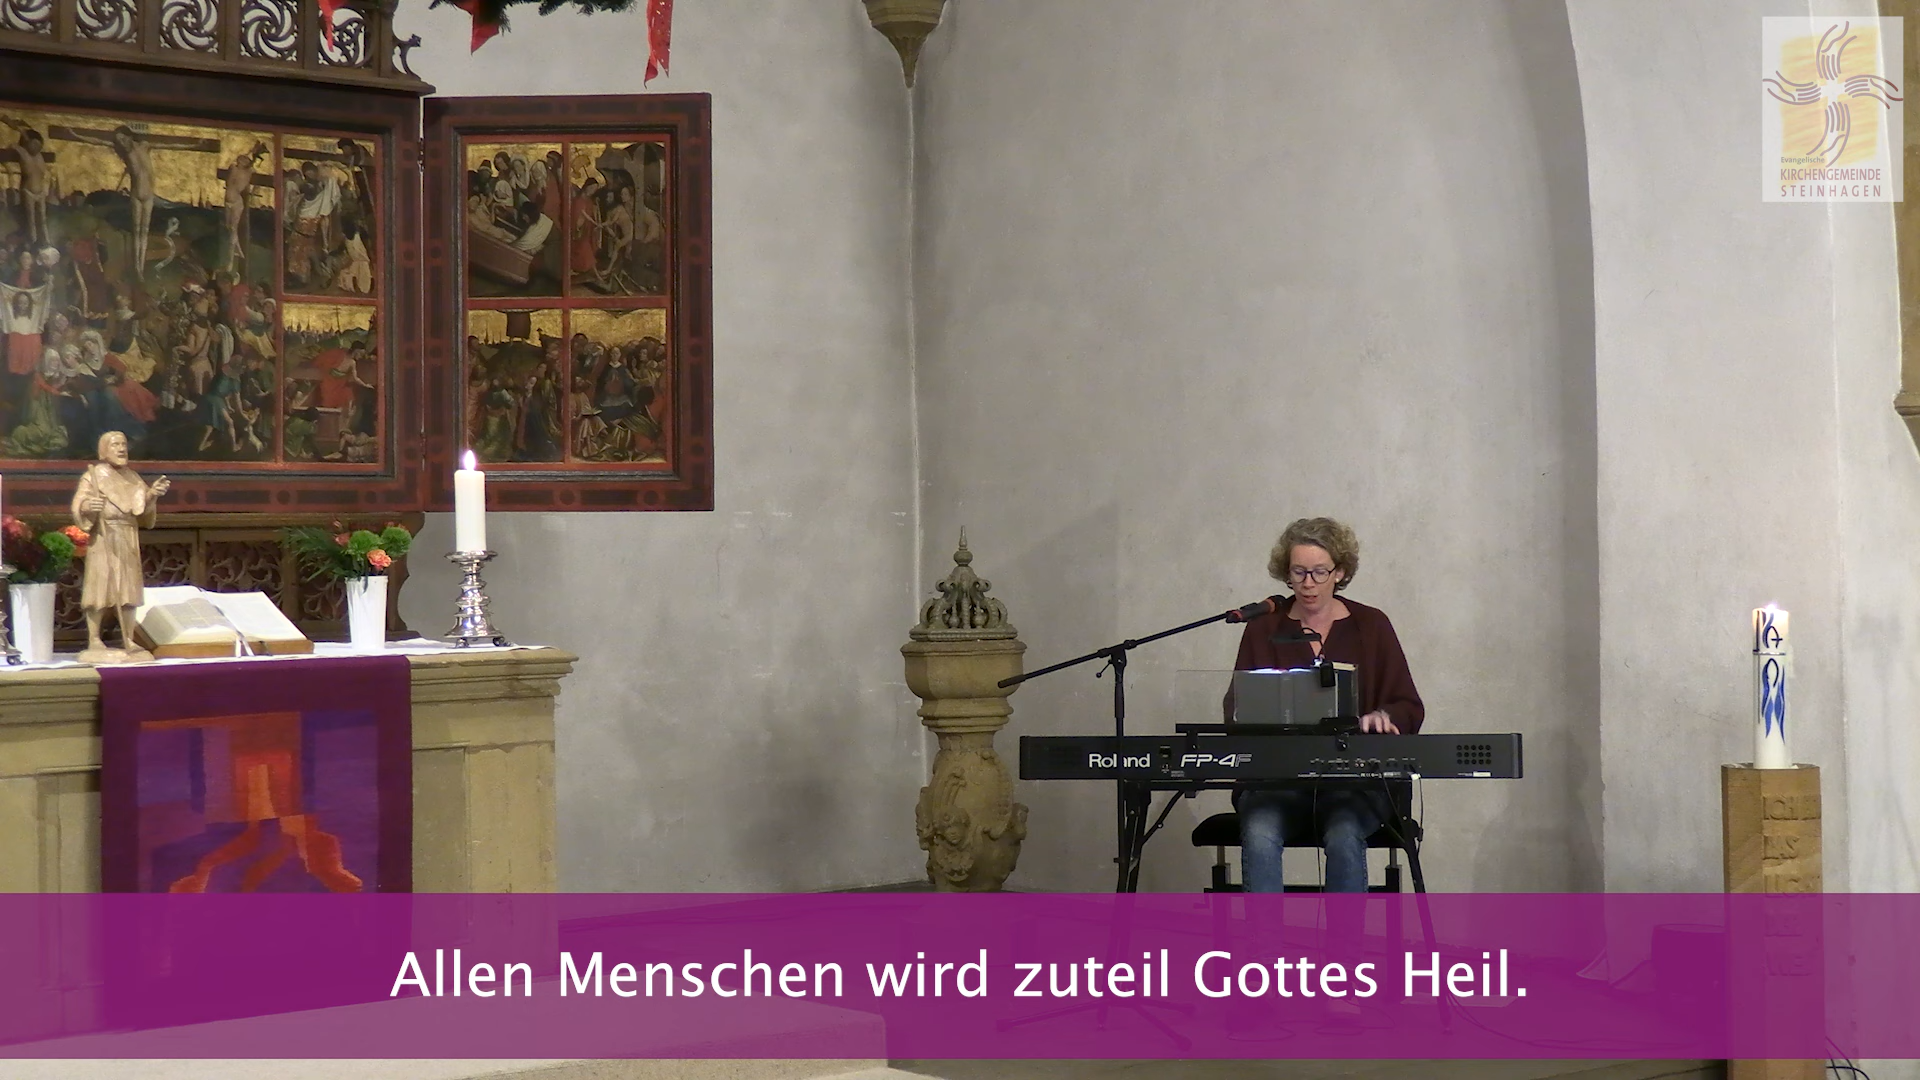 Evangelische
KIRCHENGEMEINDE
STEINHAGEN
Roland FP-4F
Allen Menschen wird zuteil Gottes Heil.